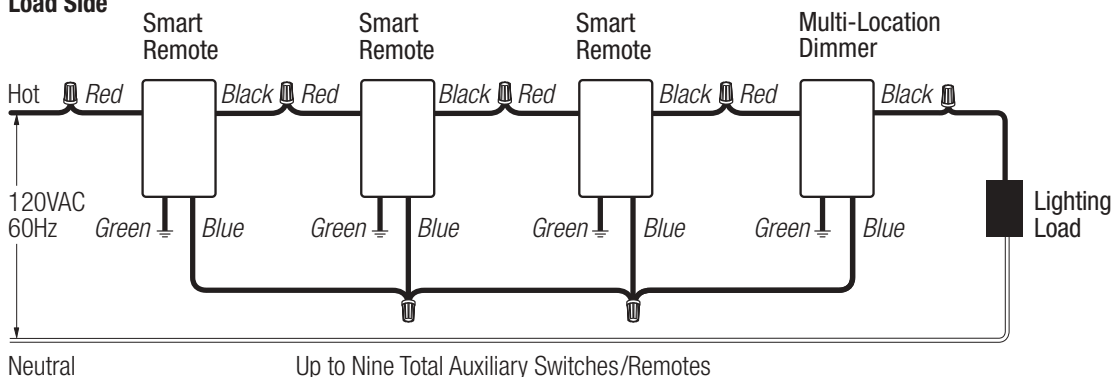 Load Side
Smart
Remote
Smart
Remote
Smart
Remote
Multi-Location
Dimmer
Hot
Red
Black
Red
Black
Red
Black
Red
Black
120VAC
60Hz
Green
Blue
Green
Blue
Green
Blue
Green
Blue
Lighting
Load
Neutral
Up to Nine Total Auxiliary Switches/Remotes